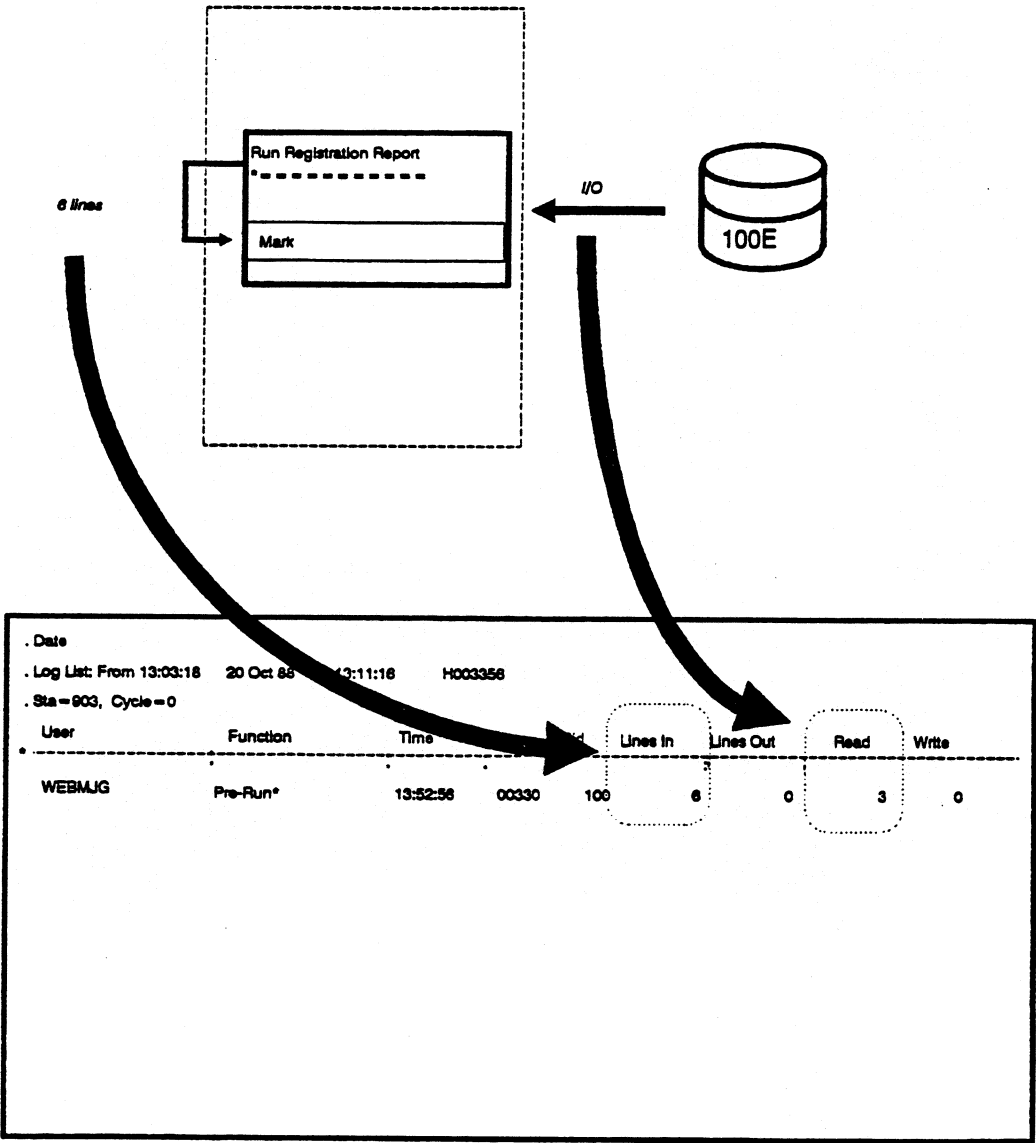 Run Registration Report
I/O
6 lines
Mark
100E
. Date
. Log List: From 13:03:18 20 Oct 88 13:11:16 H003356
. Sta=903, Cycle=0
User Function Time Lines In Lines Out Read Write
WEBMJG Pre-Run* 13:52:56 00330 100 6 0 3 0